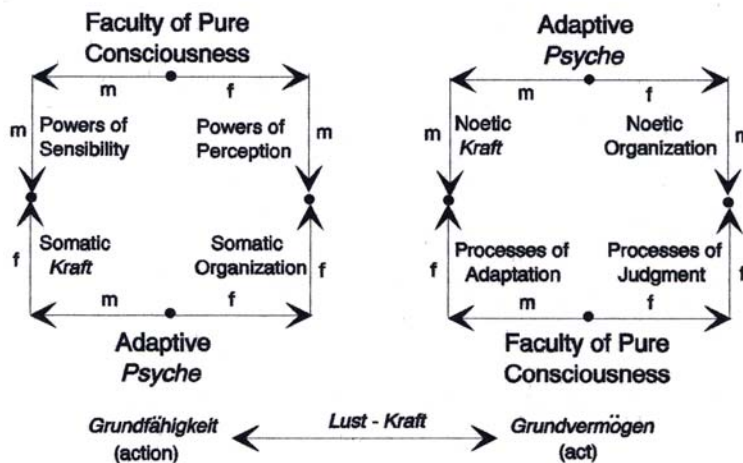 Faculty of Pure
Consciousness
m f
m Powers of Sensibility
Powers of Perception m
f Somatic Kraft
Somatic Organization f
m f
Adaptive
Psyche
Adaptive
Psyche
m f
m Noetic Kraft
Noetic Organization m
f Processes of Adaptation
Processes of Judgment f
m f
Faculty of Pure
Consciousness
Grundfähigkeit
(action)
Lust - Kraft
Grundvermögen
(act)